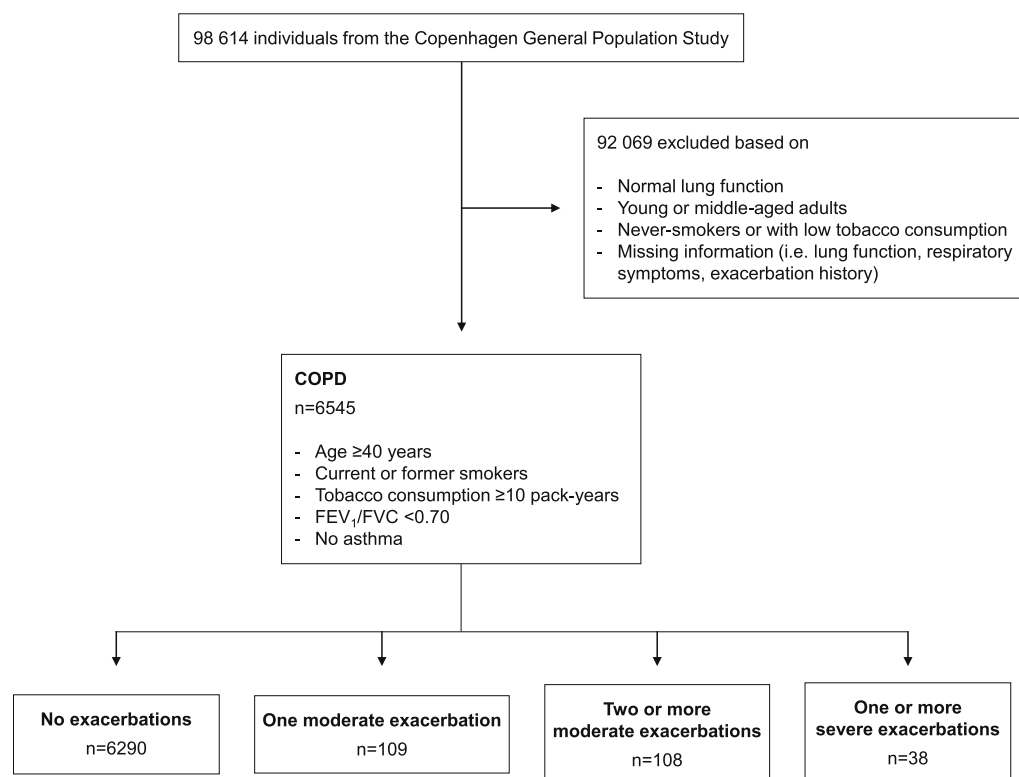 98 614 individuals from the Copenhagen General Population Study
92 069 excluded based on
- Normal lung function
- Young or middle-aged adults
- Never-smokers or with low tobacco consumption
- Missing information (i.e. lung function, respiratory
symptoms, exacerbation history)
COPD
n=6545
- Age ≥40 years
- Current or former smokers
- Tobacco consumption ≥10 pack-years
- FEV₁/FVC <0.70
- No asthma
No exacerbations
n=6290
One moderate exacerbation
n=109
Two or more
moderate exacerbations
n=108
One or more
severe exacerbations
n=38